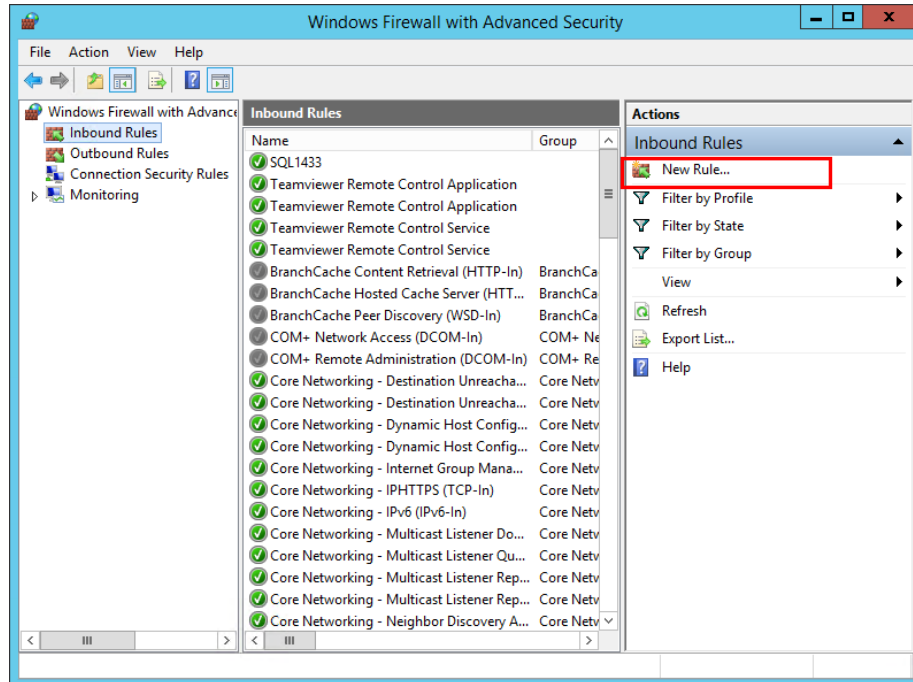 Windows Firewall with Advanced Security
File Action View Help
Windows Firewall with Advance
Inbound Rules
Outbound Rules
Connection Security Rules
Monitoring
Inbound Rules
Name Group
SQL1433
Teamviewer Remote Control Application
Teamviewer Remote Control Application
Teamviewer Remote Control Service
Teamviewer Remote Control Service
BranchCache Content Retrieval (HTTP-In) BranchCa
BranchCache Hosted Cache Server (HTT... BranchCa
BranchCache Peer Discovery (WSD-In) BranchCa
COM+ Network Access (DCOM-In) COM+ Ne
COM+ Remote Administration (DCOM-In) COM+ Re
Core Networking - Destination Unreacha... Core Netv
Core Networking - Destination Unreacha... Core Netv
Core Networking - Dynamic Host Config... Core Netv
Core Networking - Dynamic Host Config... Core Netv
Core Networking - Internet Group Mana... Core Netv
Core Networking - IPHTTPS (TCP-In) Core Netv
Core Networking - IPv6 (IPv6-In) Core Netv
Core Networking - Multicast Listener Do... Core Netv
Core Networking - Multicast Listener Qu... Core Netv
Core Networking - Multicast Listener Rep... Core Netv
Core Networking - Multicast Listener Rep... Core Netv
Core Networking - Neighbor Discovery A... Core Netv
Actions
Inbound Rules
New Rule...
Filter by Profile
Filter by State
Filter by Group
View
Refresh
Export List...
Help